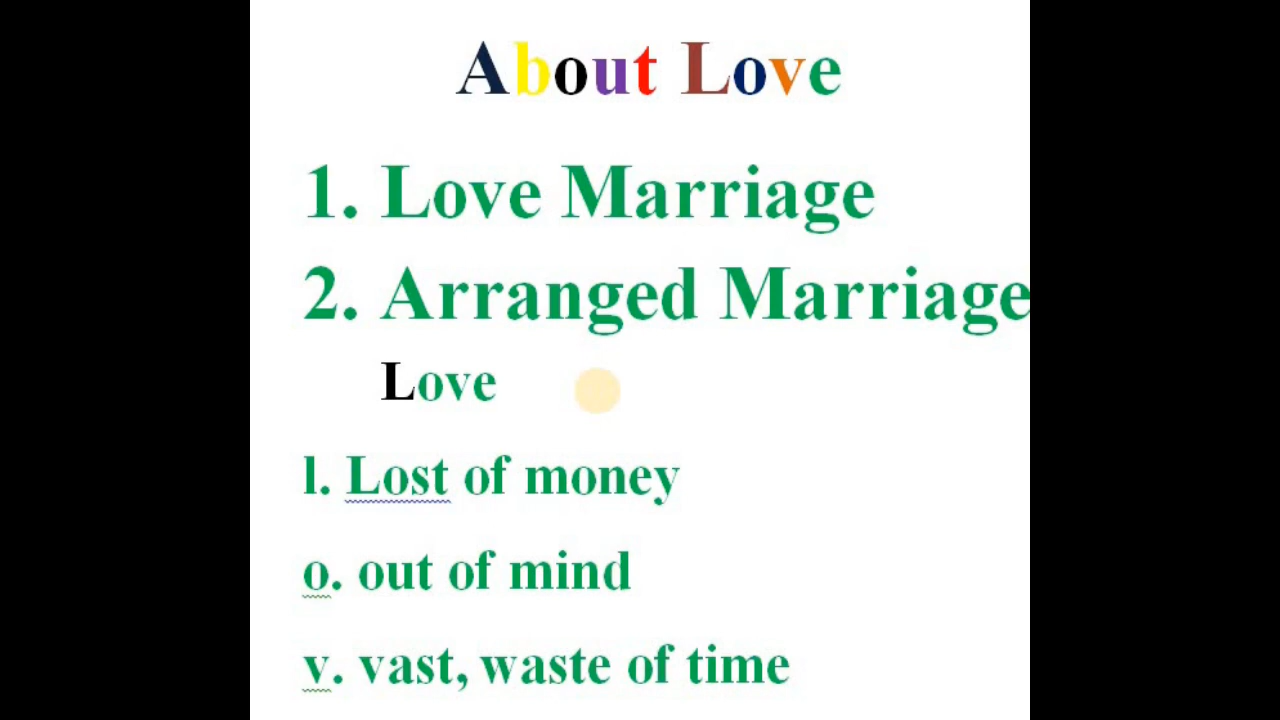 About Love
1. Love Marriage
2. Arranged Marriage
Love
l. Lost of money
o. out of mind
v. vast, waste of time